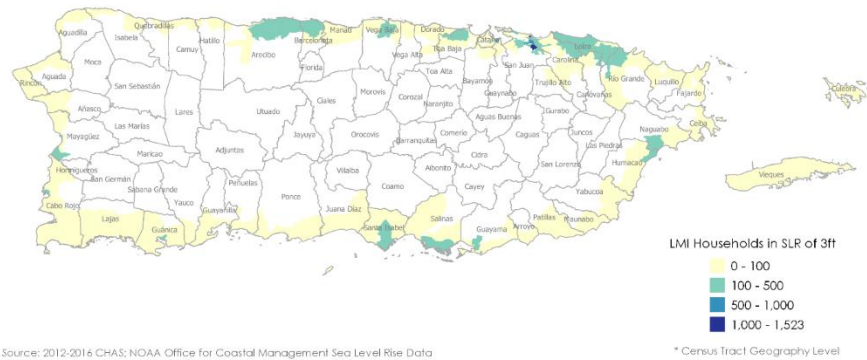 Aguadilla
Isabela
Quebradillas
Camuy
Hatillo
Arecibo
Barceloneta
Manatí
Vega Baja
Vega Alta
Dorado
Toa Baja
Cataño
San Juan
Carolina
Loíza
Río Grande
Luquillo
Fajardo
Culebra
Moca
Aguada
Rincón
San Sebastián
Florida
Toa Alta
Bayamón
Guaynabo
Trujillo Alto
Canóvanas
Ceiba
Añasco
Las Marías
Lares
Utuado
Ciales
Morovis
Corozal
Naranjito
Aguas Buenas
Gurabo
Juncos
Naguabo
Mayagüez
Maricao
Adjuntas
Jayuya
Orocovis
Barranquitas
Comerío
Cidra
Caguas
San Lorenzo
Las Piedras
Humacao
Vieques
Hormigueros
San Germán
Sabana Grande
Yauco
Peñuelas
Guayanilla
Ponce
Villalba
Juana Díaz
Coamo
Aibonito
Cayey
Yabucoa
Cabo Rojo
Lajas
Guánica
Santa Isabel
Salinas
Guayama
Arroyo
Patillas
Maunabo
LMI Households in SLR of 3ft
0 - 100
100 - 500
500 - 1,000
1,000 - 1,523
Source: 2012-2016 CHAS; NOAA Office for Coastal Management Sea Level Rise Data
* Census Tract Geography Level